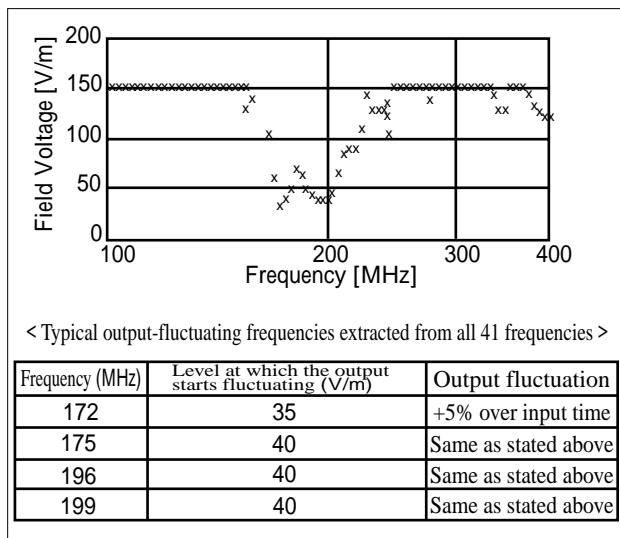 200
150
100
50
0
Field Voltage [V/m]
100 200 300 400
Frequency [MHz]
< Typical output-fluctuating frequencies extracted from all 41 frequencies >
Frequency (MHz) Level at which the output starts fluctuating (V/m) Output fluctuation
172 35 +5% over input time
175 40 Same as stated above
196 40 Same as stated above
199 40 Same as stated above